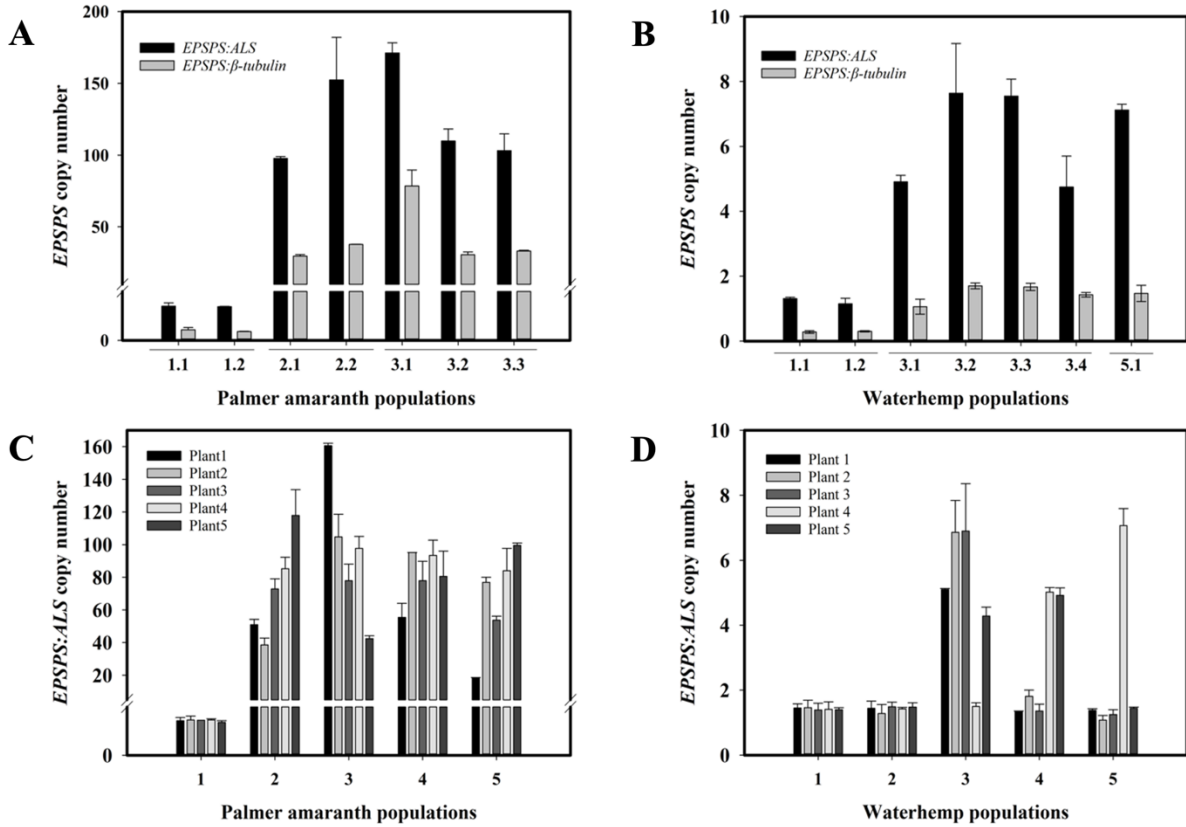 A
EPSPS copy number
200
150
100
50
0
EPSPS:ALS
EPSPS:β-tubulin
1.1 1.2 2.1 2.2 3.1 3.2 3.3
Palmer amaranth populations
B
EPSPS copy number
10
8
6
4
2
0
EPSPS:ALS
EPSPS:β-tubulin
1.1 1.2 3.1 3.2 3.3 3.4 5.1
Waterhemp populations
C
EPSPS:ALS copy number
160
140
120
100
80
60
40
20
0
Plant1
Plant2
Plant3
Plant4
Plant5
1 2 3 4 5
Palmer amaranth populations
D
EPSPS:ALS copy number
10
8
6
4
2
0
Plant 1
Plant 2
Plant 3
Plant 4
Plant 5
1 2 3 4 5
Waterhemp populations